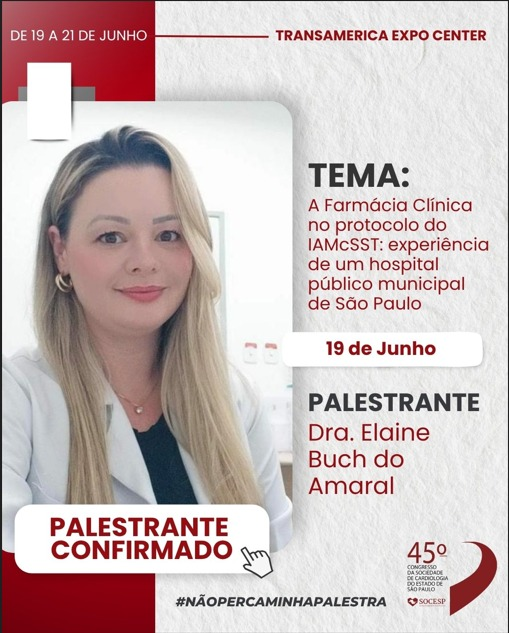 DE 19 A 21 DE JUNHO
TRANSAMERICA EXPO CENTER
TEMA:
A Farmácia Clínica
no protocolo do
IAMcSST: experiência
de um hospital
público municipal
de São Paulo
19 de Junho
PALESTRANTE
Dra. Elaine
Buch do
Amaral
PALESTRANTE
CONFIRMADO
45º
CONGRESSO
DA SOCIEDADE
DE CARDIOLOGIA
DO ESTADO DE
SÃO PAULO
SOCESP
#NÃOPERCAMINHAPALESTRA